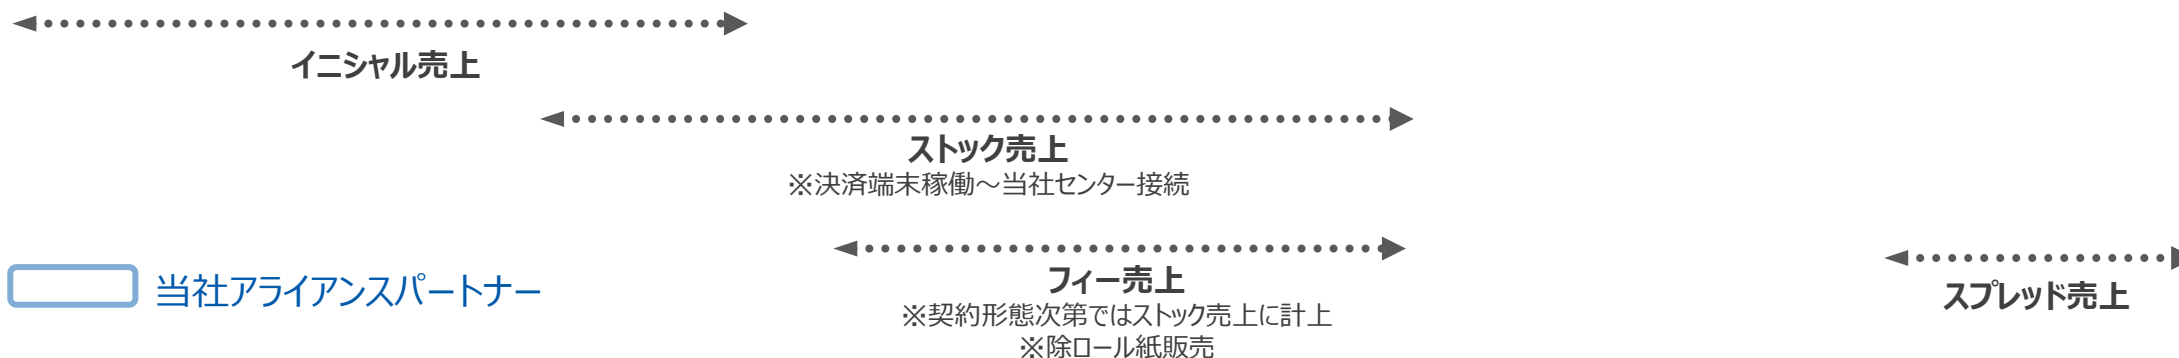 イニシャル売上
ストック売上
※決済端末稼働～当社センター接続
当社アライアンスパートナー
フィー売上
※契約形態次第ではストック売上に計上
※除ロール紙販売
スプレッド売上